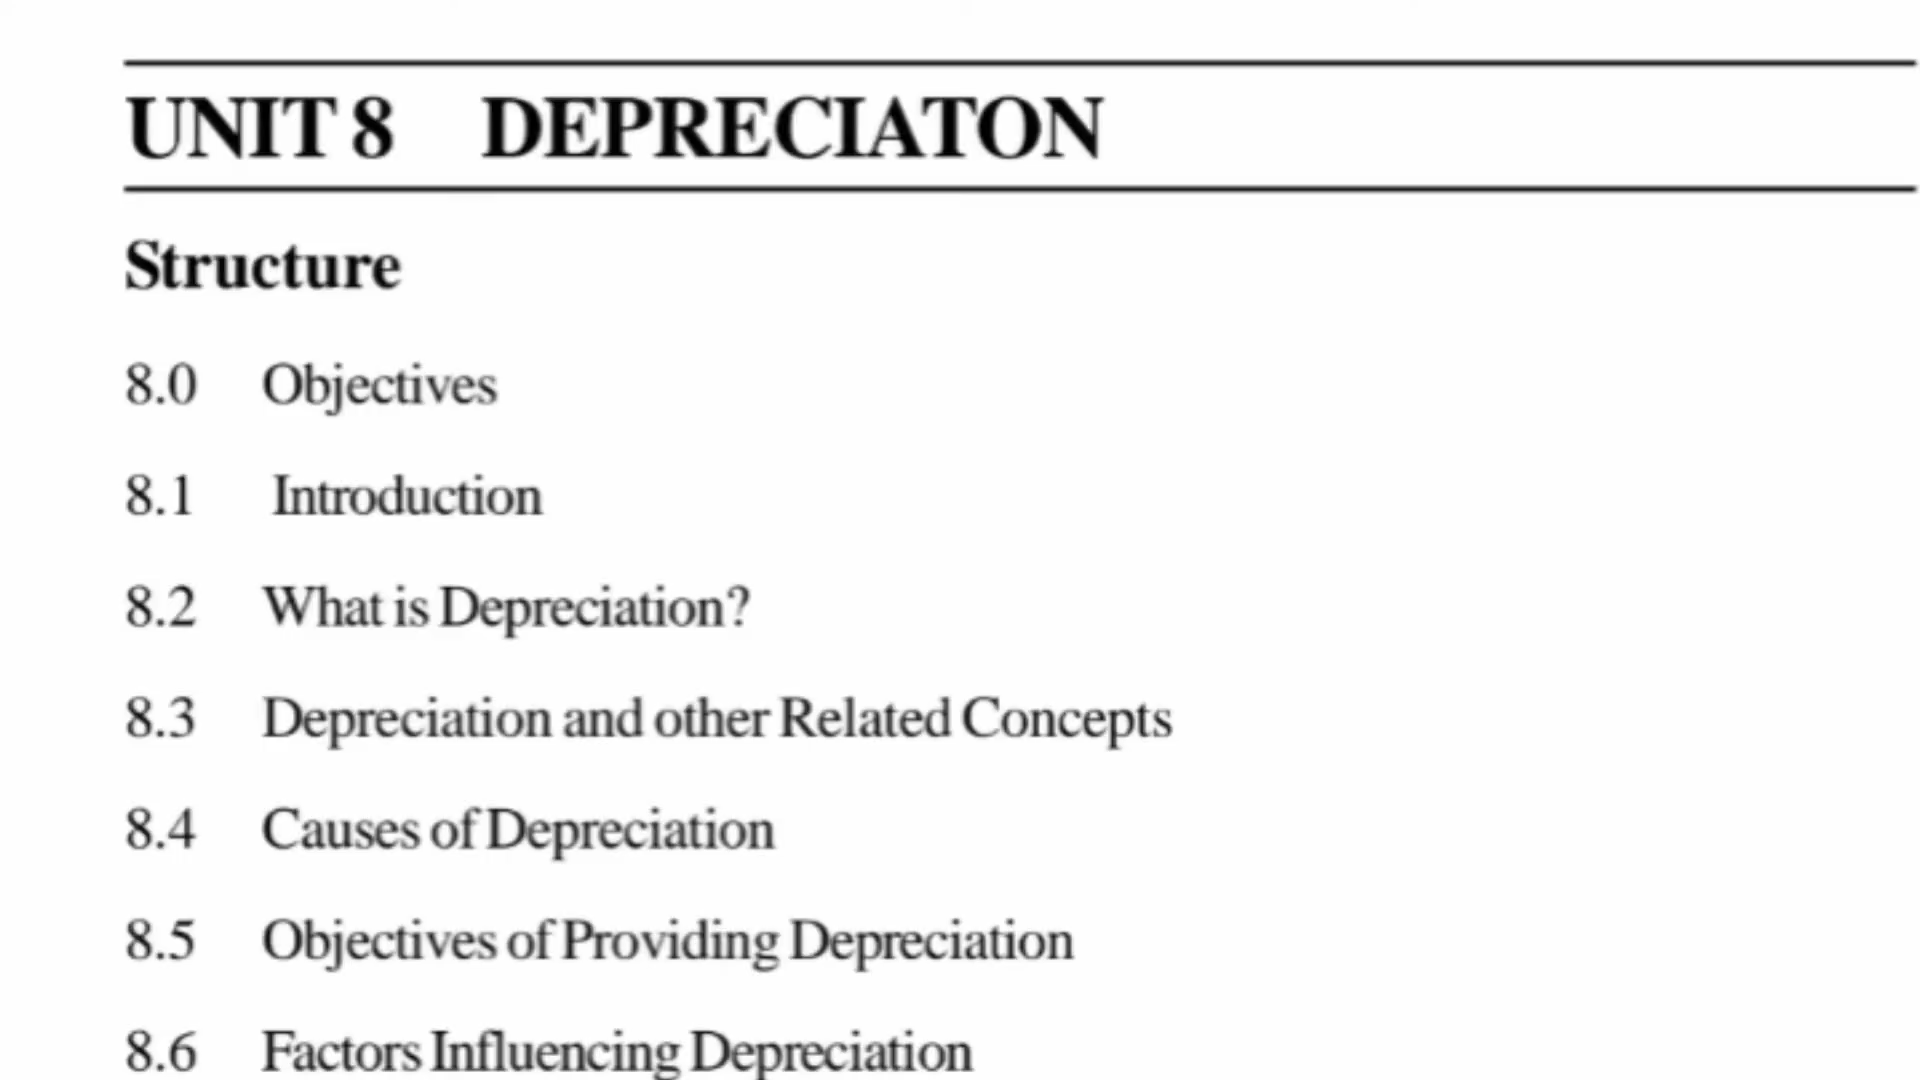 UNIT 8 DEPRECIATON
Structure
8.0 Objectives
8.1 Introduction
8.2 What is Depreciation?
8.3 Depreciation and other Related Concepts
8.4 Causes of Depreciation
8.5 Objectives of Providing Depreciation
8.6 Factors Influencing Depreciation